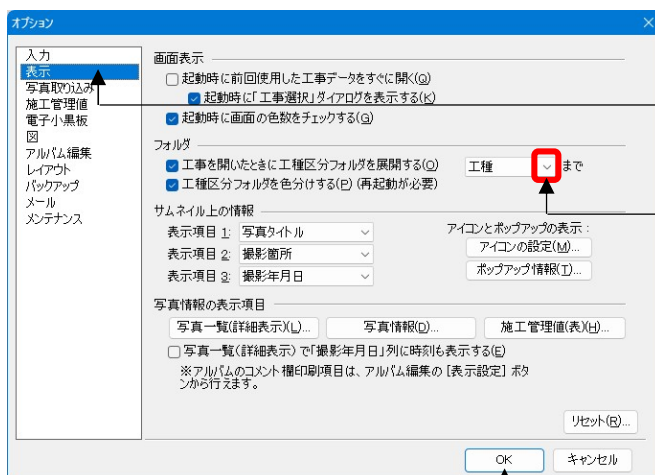 オプション
入力
表示
写真取り込み
施工管理値
電子小黒板
図
アルバム編集
レイアウト
バックアップ
メール
メンテナンス
画面表示
起動時に前回使用した工事データをすぐに開く(Q)
起動時に「工事選択」ダイアログを表示する(K)
起動時に画面の色数をチェックする(G)
フォルダ
工事を開いたときに工種区分フォルダを展開する(O) 工種 まで
工種区分フォルダを色分けする(P) (再起動が必要)
サムネイル上の情報
表示項目 1: 写真タイトル
表示項目 2: 撮影箇所
表示項目 3: 撮影年月日
アイコンとポップアップの表示:
アイコンの設定(M)...
ポップアップ情報(T)...
写真情報の表示項目
写真一覧(詳細表示)(L)... 写真情報(D)... 施工管理値(表)(H)...
写真一覧(詳細表示) で「撮影年月日」列に時刻も表示する(E)
※アルバムのコメント欄印刷項目は、アルバム編集の [表示設定] ボタ
ンから行えます。
リセット(R)...
OK キャンセル